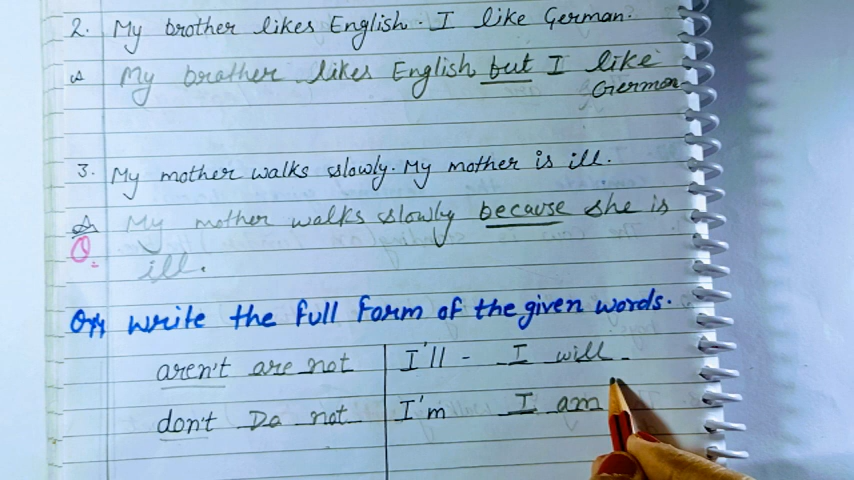 2. My brother likes English. I like German.
A My brother likes English but I like
German
3. My mother walks slowly. My mother is ill.
A My mother walks slowly because she is
Q.
ill.
Write the full form of the given words.
aren't are not I'll - I will
don't Do not I'm I am